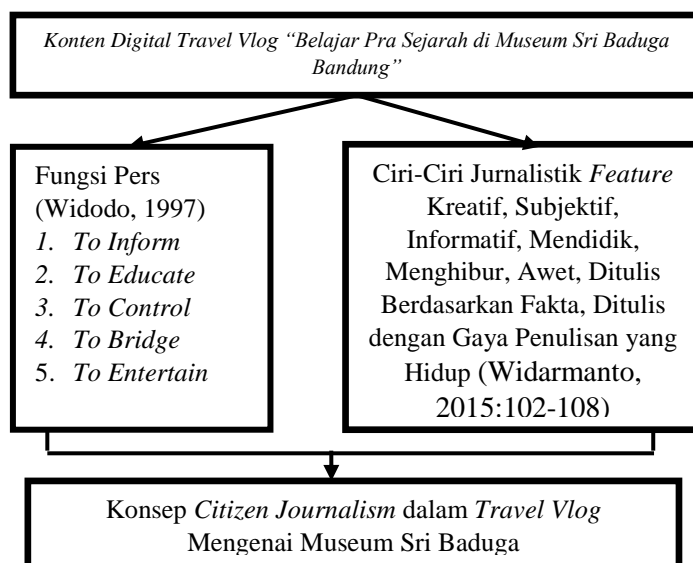 Konten Digital Travel Vlog “Belajar Pra Sejarah di Museum Sri Baduga
Bandung”
Fungsi Pers
(Widodo, 1997)
1. To Inform
2. To Educate
3. To Control
4. To Bridge
5. To Entertain
Ciri-Ciri Jurnalistik Feature
Kreatif, Subjektif,
Informatif, Mendidik,
Menghibur, Awet, Ditulis
Berdasarkan Fakta, Ditulis
dengan Gaya Penulisan yang
Hidup (Widarmanto,
2015:102-108)
Konsep Citizen Journalism dalam Travel Vlog
Mengenai Museum Sri Baduga